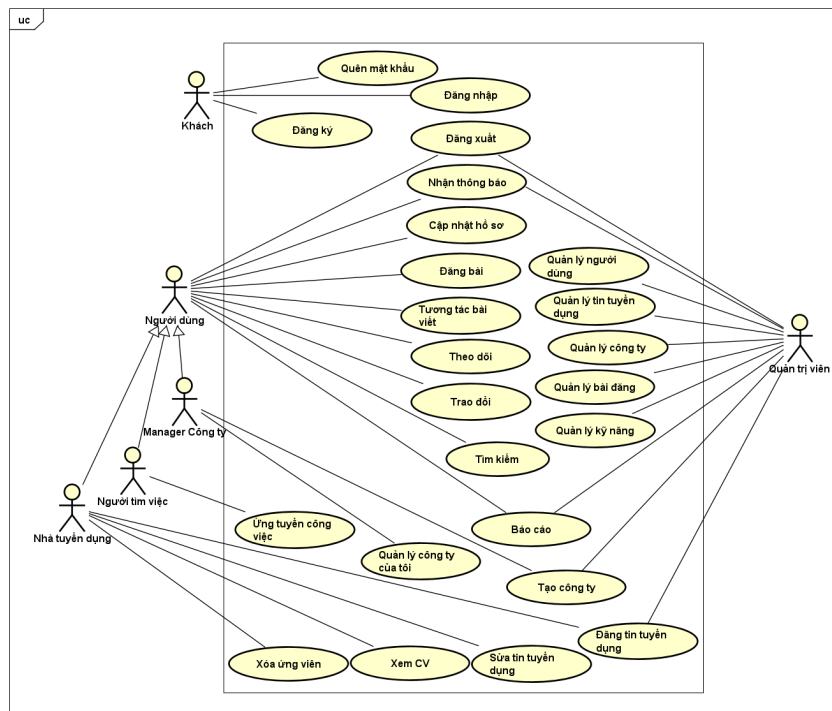 uc
Quên mật khẩu
Đăng nhập
Khách
Đăng ký
Đăng xuất
Nhận thông báo
Cập nhật hồ sơ
Quản lý người
dùng
Đăng bài
Quản lý tin tuyển
dụng
Người dùng
Tương tác bài
viết
Quản lý công ty
Theo dõi
Quản trị viên
Quản lý bài đăng
Trao đổi
Manager Công ty
Quản lý kỹ năng
Tìm kiếm
Người tìm việc
Nhà tuyển dụng
Ứng tuyển công
việc
Báo cáo
Quản lý công ty
của tôi
Tạo công ty
Đăng tin tuyển
dụng
Xóa ứng viên
Xem CV
Sửa tin tuyển
dụng